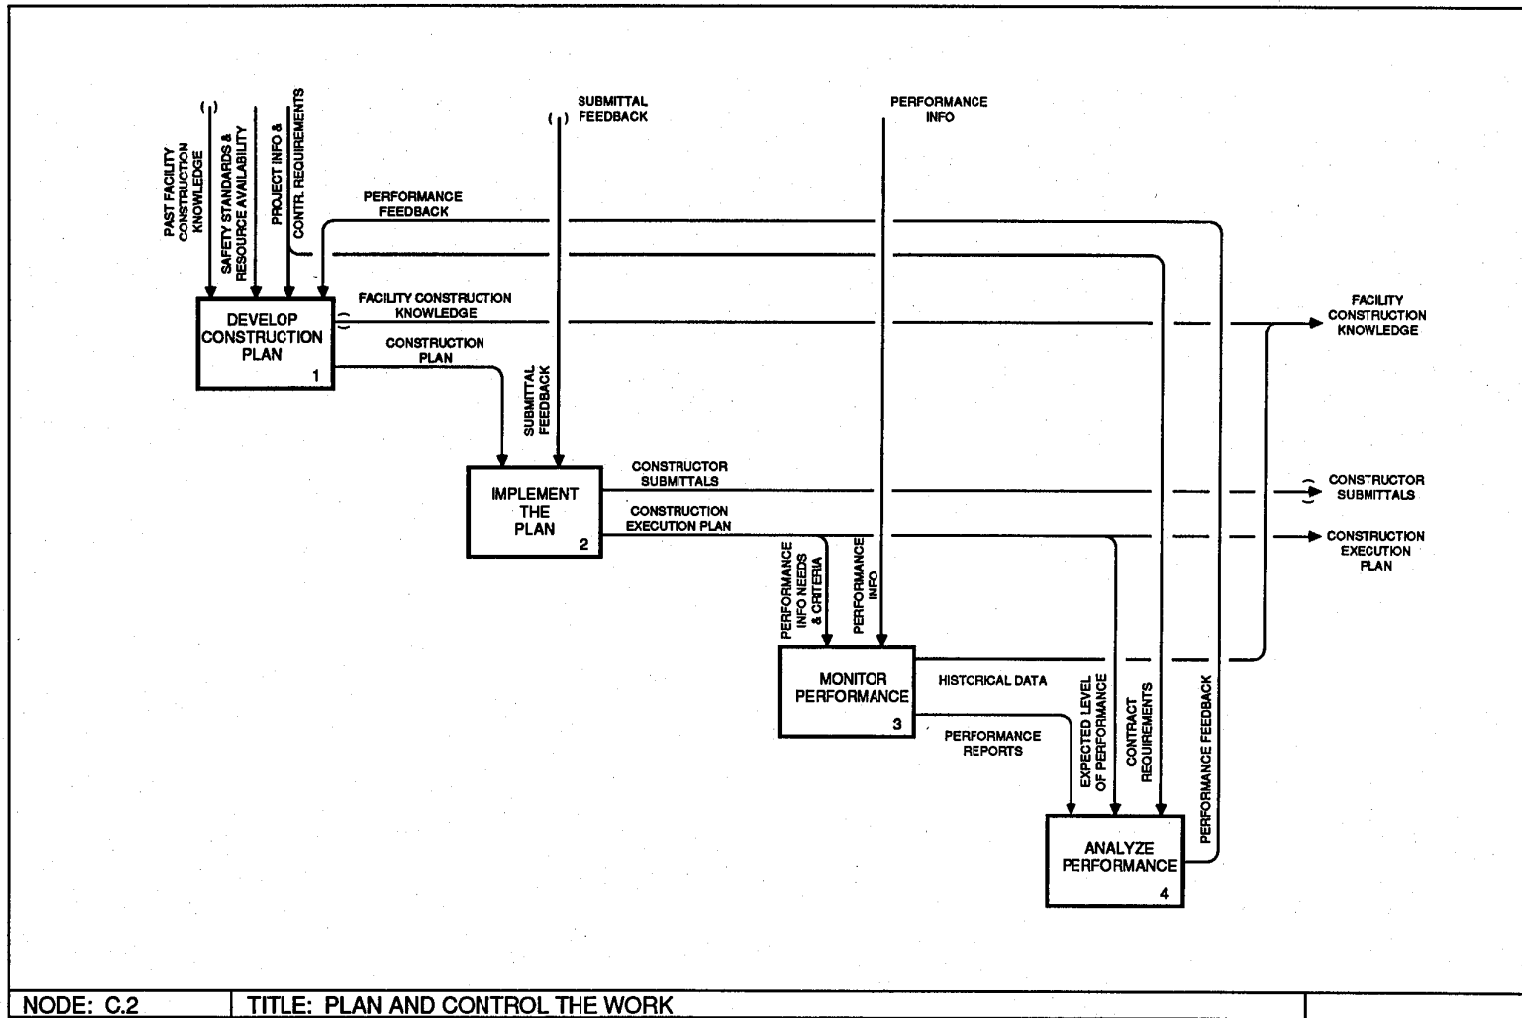 SUBMITTAL
FEEDBACK
PERFORMANCE
INFO
PAST FACILITY
CONSTRUCTION
KNOWLEDGE
SAFETY STANDARDS &
RESOURCE AVAILABILITY
PROJECT INFO &
CONTR. REQUIREMENTS
PERFORMANCE
FEEDBACK
DEVELOP
CONSTRUCTION
PLAN
1
FACILITY CONSTRUCTION
KNOWLEDGE
CONSTRUCTION
PLAN
FACILITY
CONSTRUCTION
KNOWLEDGE
SUBMITTAL
FEEDBACK
IMPLEMENT
THE
PLAN
2
CONSTRUCTOR
SUBMITTALS
CONSTRUCTION
EXECUTION PLAN
CONSTRUCTOR
SUBMITTALS
CONSTRUCTION
EXECUTION
PLAN
PERFORMANCE
INFO NEEDS
& CRITERIA
PERFORMANCE
INFO
MONITOR
PERFORMANCE
3
HISTORICAL DATA
PERFORMANCE
REPORTS
EXPECTED LEVEL
OF PERFORMANCE
CONTRACT
REQUIREMENTS
PERFORMANCE FEEDBACK
ANALYZE
PERFORMANCE
4
NODE: C.2
TITLE: PLAN AND CONTROL THE WORK